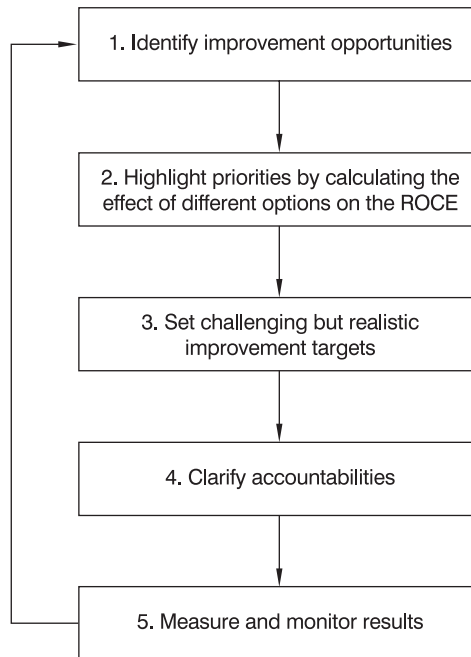 1. Identify improvement opportunities
2. Highlight priorities by calculating the
effect of different options on the ROCE
3. Set challenging but realistic
improvement targets
4. Clarify accountabilities
5. Measure and monitor results